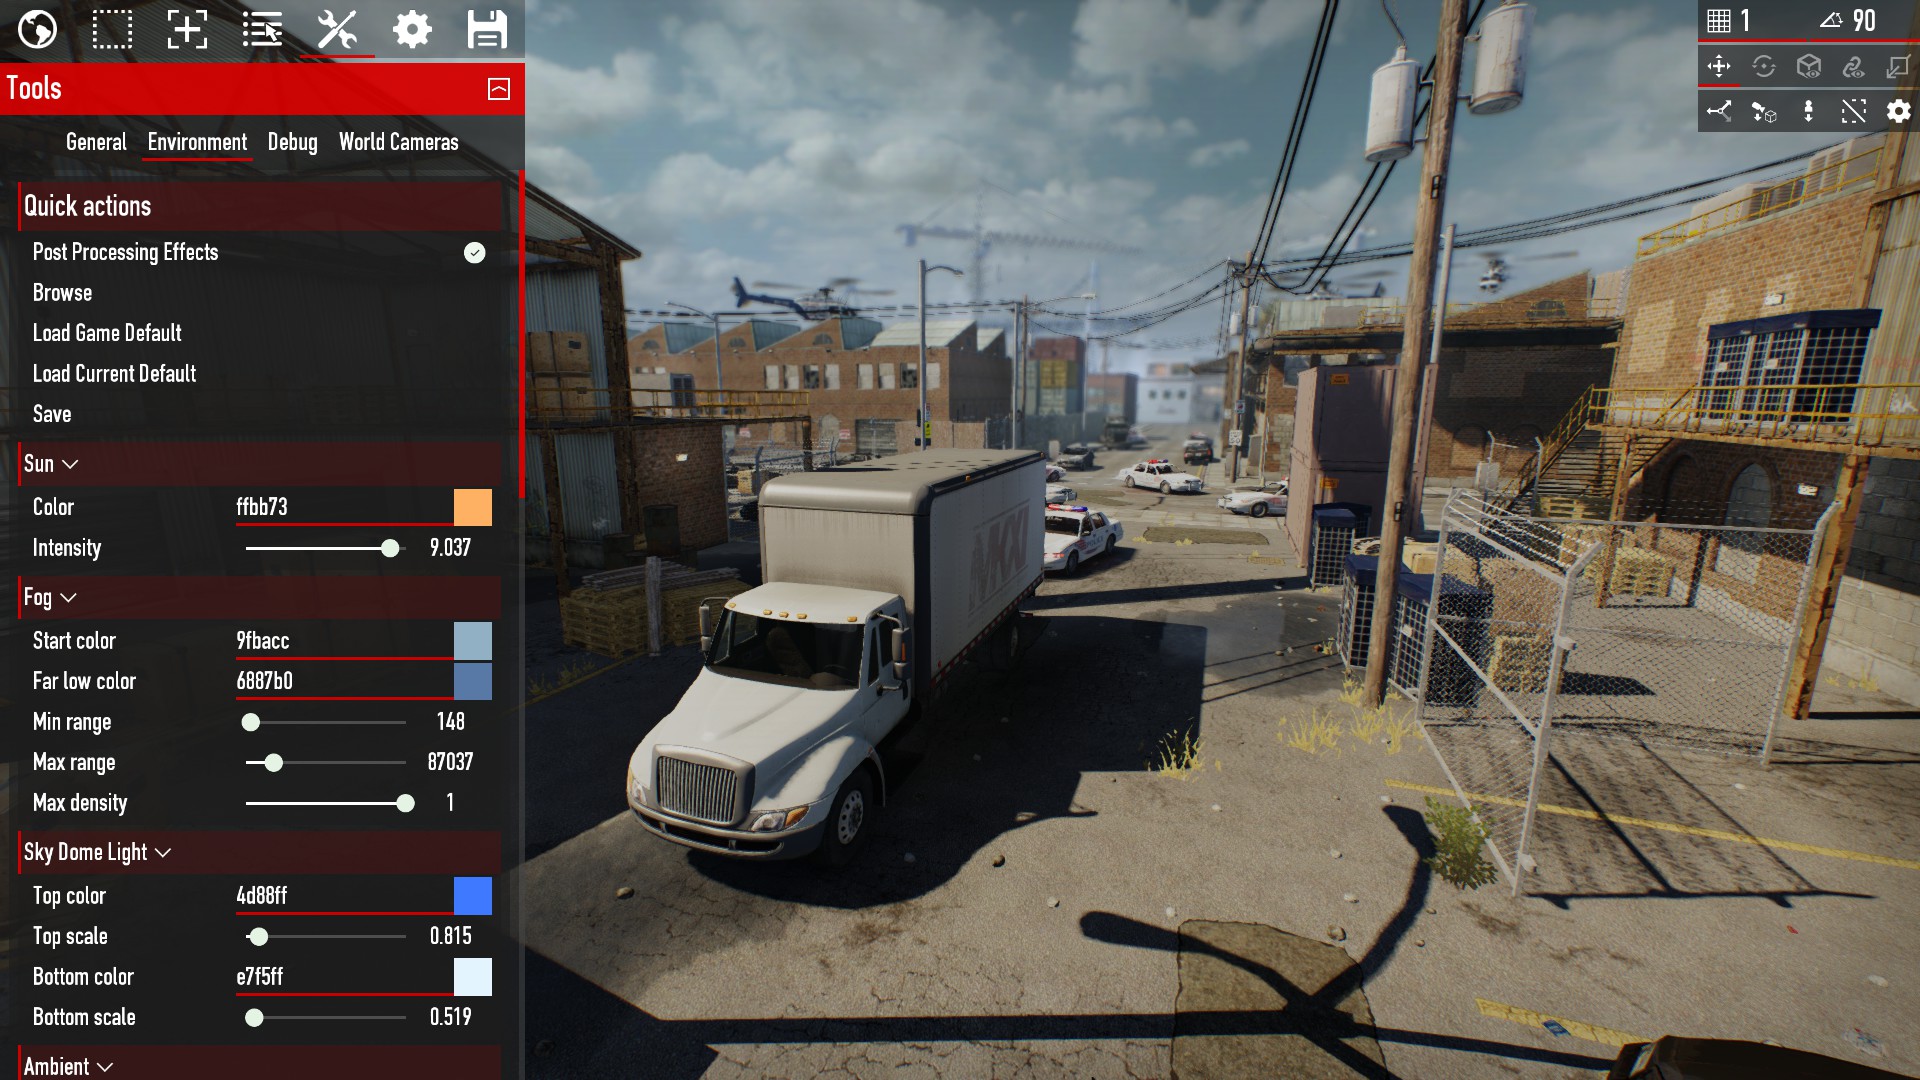 1
90
Tools
General Environment Debug World Cameras
Quick actions
Post Processing Effects
Browse
Load Game Default
Load Current Default
Save
Sun
Color ffbb73
Intensity 9.037
Fog
Start color 9fbacc
Far low color 6887b0
Min range 148
Max range 87037
Max density 1
Sky Dome Light
Top color 4d88ff
Top scale 0.815
Bottom color e7f5ff
Bottom scale 0.519
Ambient